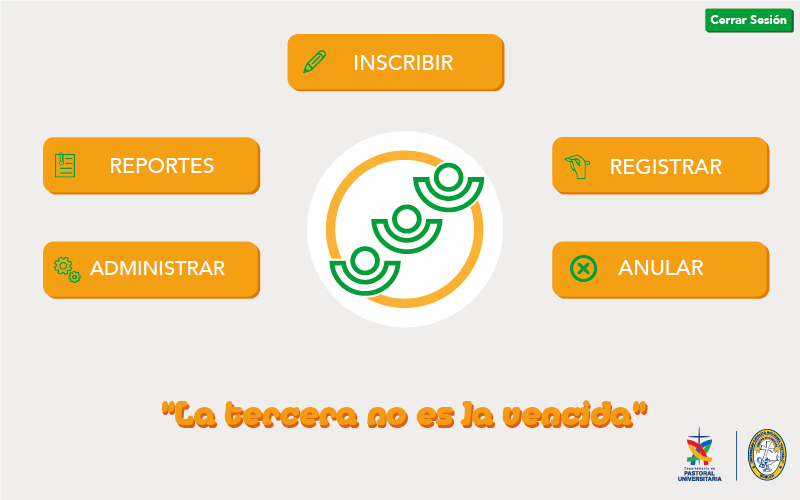 Cerrar Sesión
INSCRIBIR
REPORTES
REGISTRAR
ADMINISTRAR
ANULAR
"La tercera no es la vencida"
Departamento de
PASTORAL
UNIVERSITARIA